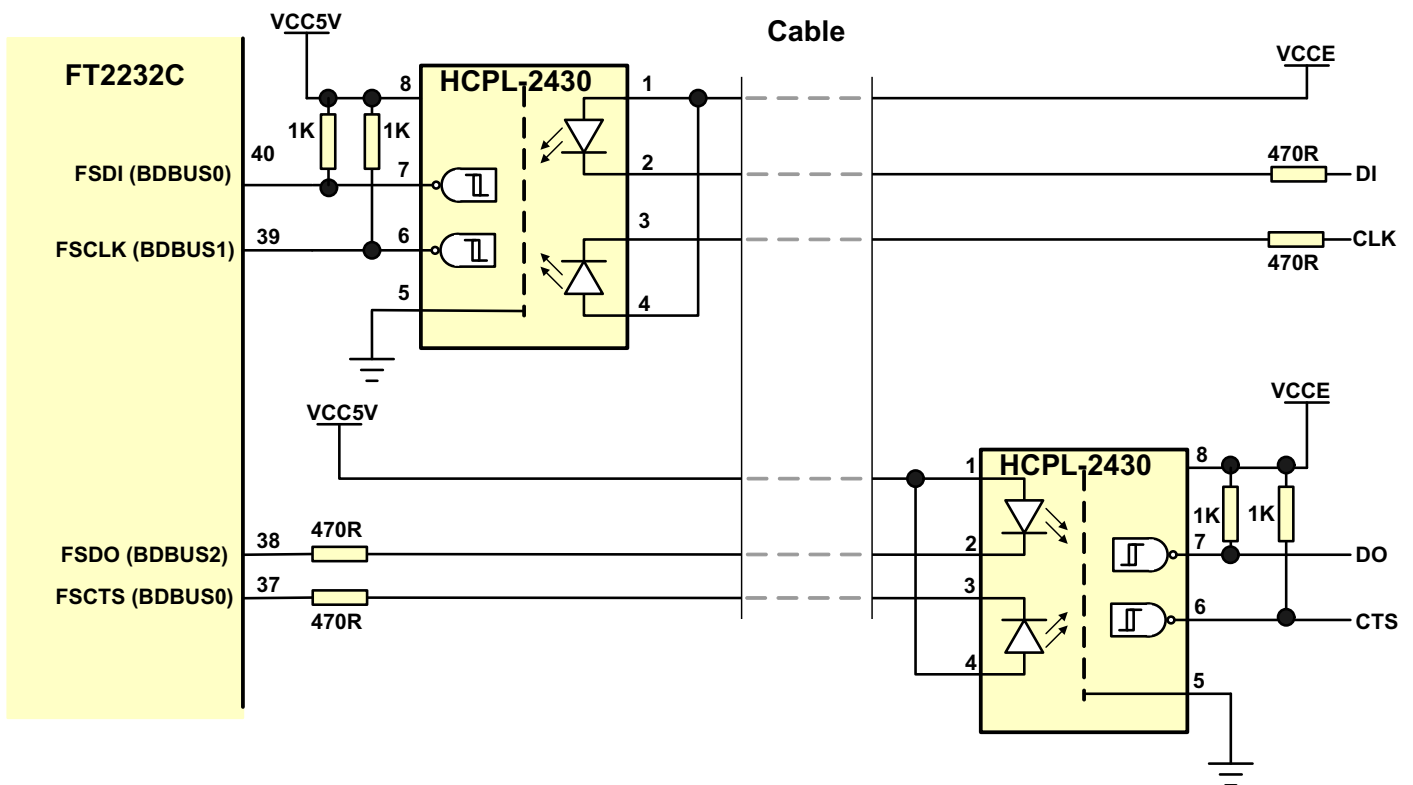 VCC5V
Cable
FT2232C
HCPL-2430
VCCE
8
1
1K
1K
40
7
2
470R
DI
FSDI (BDBUS0)
3
FSCLK (BDBUS1)
39
6
CLK
470R
5
4
VCC5V
VCCE
1
HCPL-2430
8
1K
1K
470R
FSDO (BDBUS2)
38
2
7
DO
FSCTS (BDBUS0)
37
3
6
470R
CTS
4
5